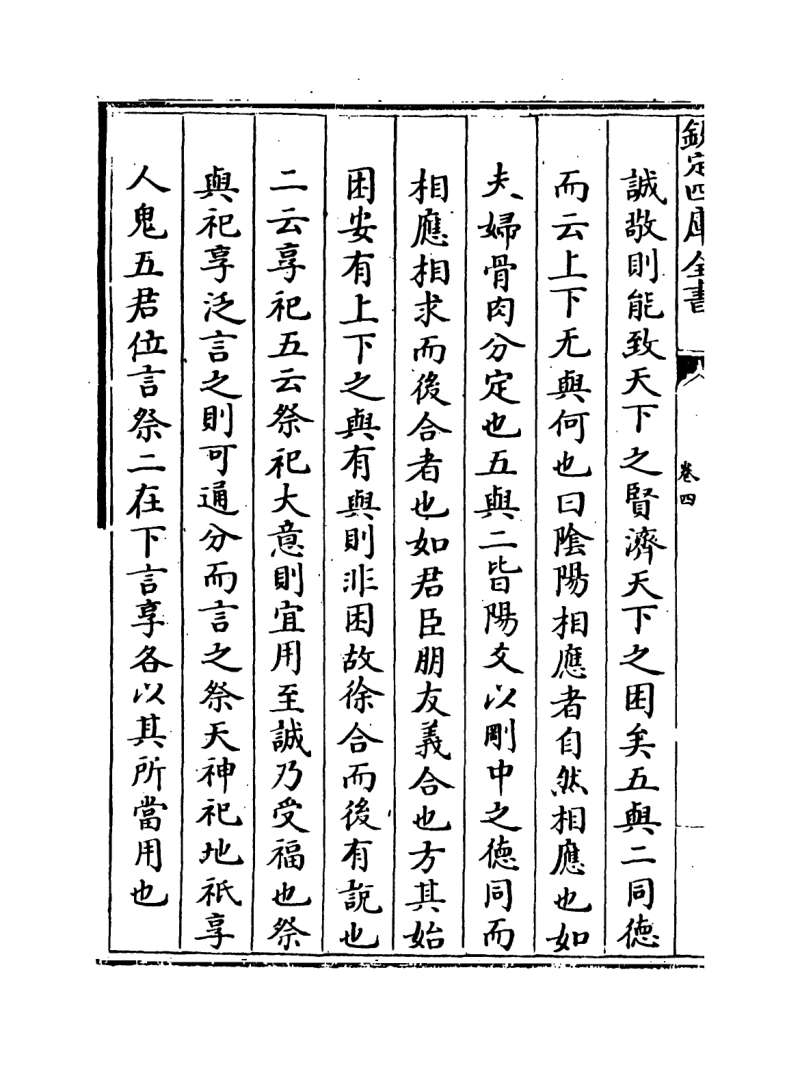 欽定四庫全書
卷四
誠敬則能致天下之賢濟天下之困矣五與二同徳
而云上下无與何也曰陰陽相應者自然相應也如
夫婦骨肉分定也五與二皆陽爻以剛中之徳同而
相應相求而後合者也如君臣朋友義合也方其始
困安有上下之與有與則非困故徐合而後有説也
二云享祀五云祭祀大意則宜用至誠乃受福也祭
與祀享泛言之則可通分而言之祭天神祀地祇享
人鬼五君位言祭二在下言享各以其所當用也